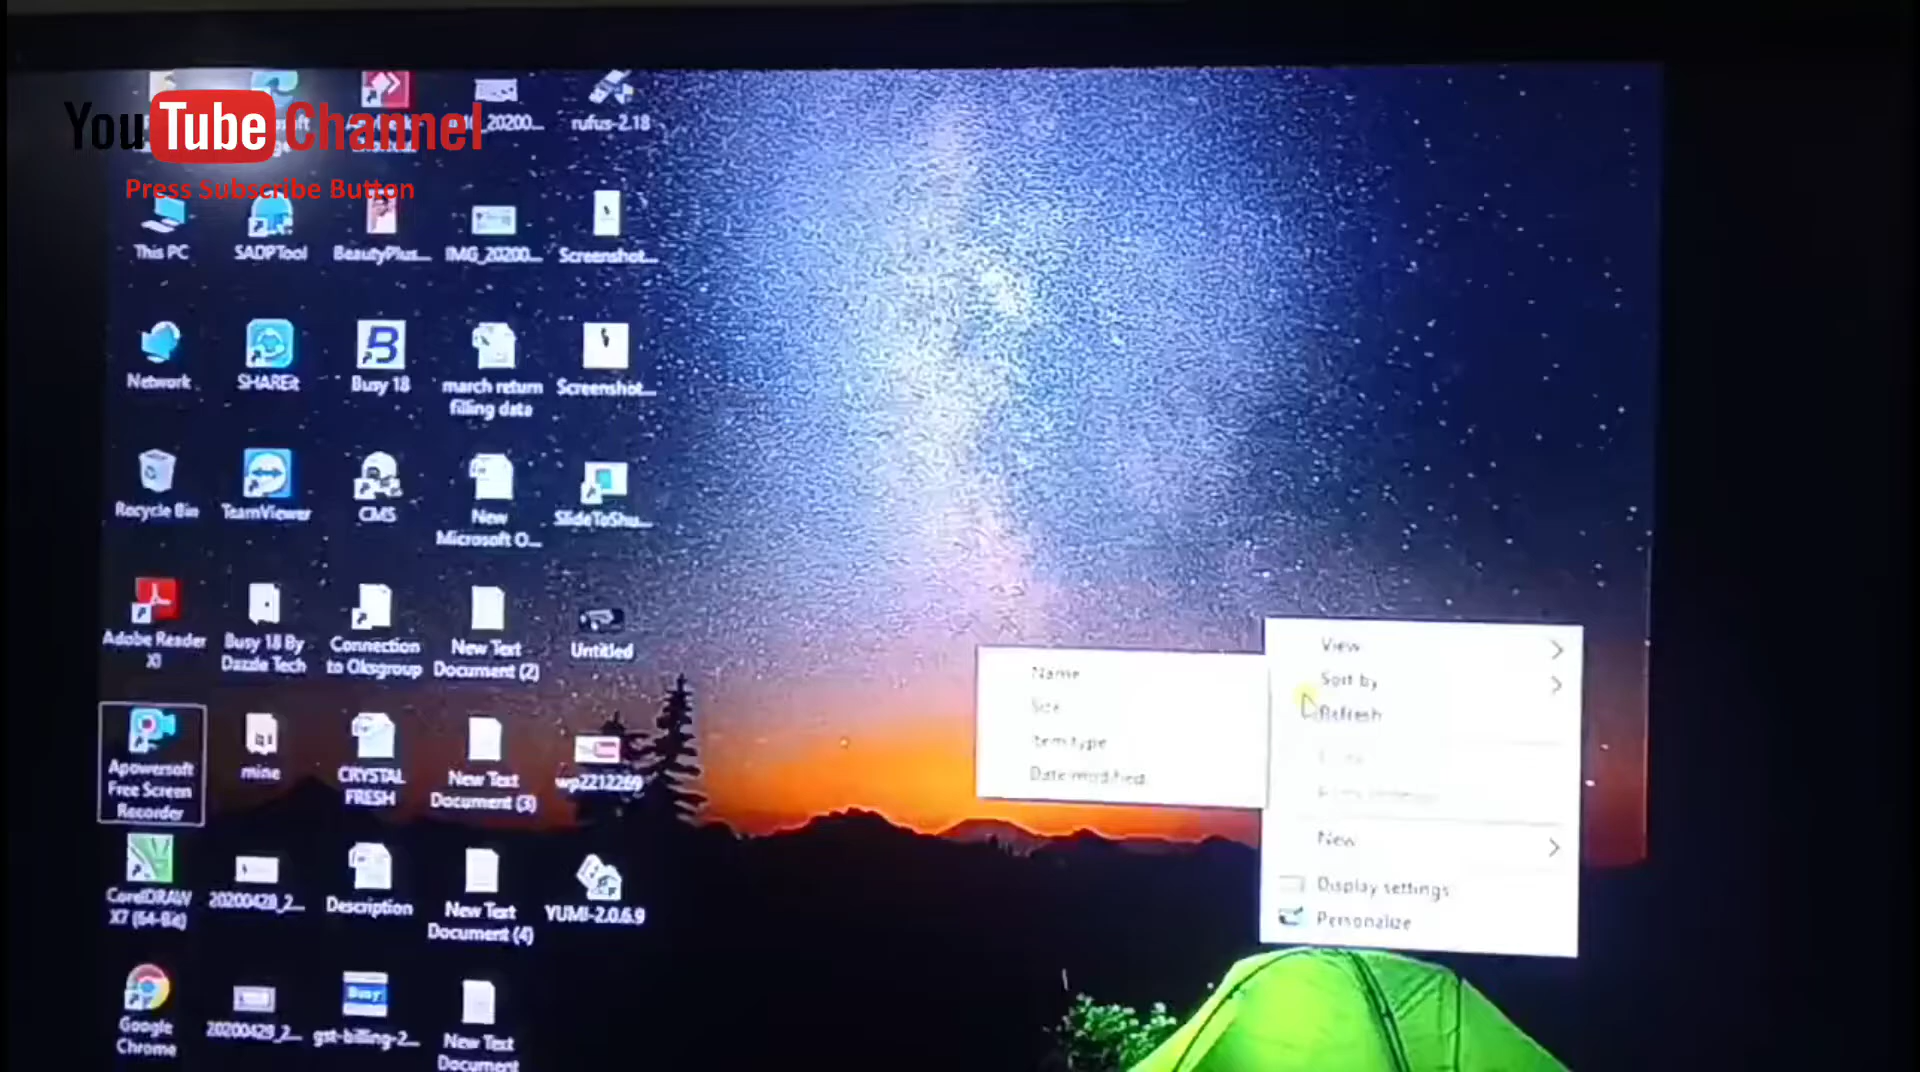 YouTube Channel
Press Subscribe Button
rufus-2.18
This PC
SADPTool
BeautyPlus...
IMG_20200...
Screenshot...
Network
SHAREit
Busy 18
march return
filling data
Screenshot...
Recycle Bin
TeamViewer
CMS
New
Microsoft O...
SlideToShu...
Adobe Reader
XI
Busy 18 By
Dazzle Tech
Connection
to Oksgroup
New Text
Document (2)
Untitled
Apowersoft
Free Screen
Recorder
mine
CRYSTAL
FRESH
New Text
Document (3)
wp2212269
CorelDRAW
X7 (64-Bit)
20200428_2...
Description
New Text
Document (4)
YUMI-2.0.6.9
Google
Chrome
20200429_2...
Busy
gst-billing-2...
New Text
Document
Name
Size
Item type
Date modified
View
Sort by
Refresh
New
Display settings
Personalize